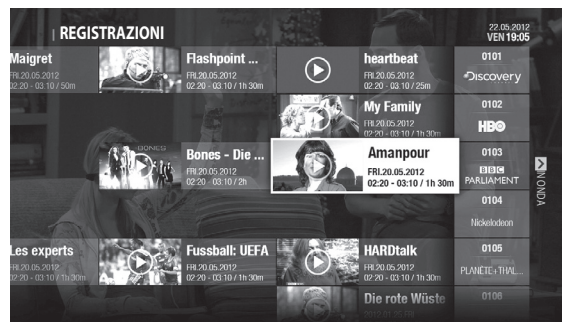 REGISTRAZIONI
22.05.2012
VEN 19:05
Maigret
FRI.20.05.2012
02:20 - 03:10 / 50m
Flashpoint ...
FRI.20.05.2012
02:20 - 03:10 / 1h 30m
heartbeat
FRI.20.05.2012
02:20 - 03:10 / 25m
0101
Discovery
My Family
FRI.20.05.2012
02:20 - 03:10 / 1h 30m
0102
HBO
BONES
Bones - Die ...
FRI.20.05.2012
02:20 - 03:10 / 2h
Amanpour
FRI.20.05.2012
02:20 - 03:10 / 1h 30m
0103
BBC
PARLIAMENT
IN ONDA
0104
Nickelodeon
Les experts
FRI.20.05.2012
02:20 - 03:10 / 1h 30m
Fussball: UEFA
FRI.20.05.2012
02:20 - 03:10 / 1h 30m
HARDtalk
FRI.20.05.2012
02:20 - 03:10 / 1h 30m
0105
PLANÈTE+THAL...
Die rote Wüste
0106